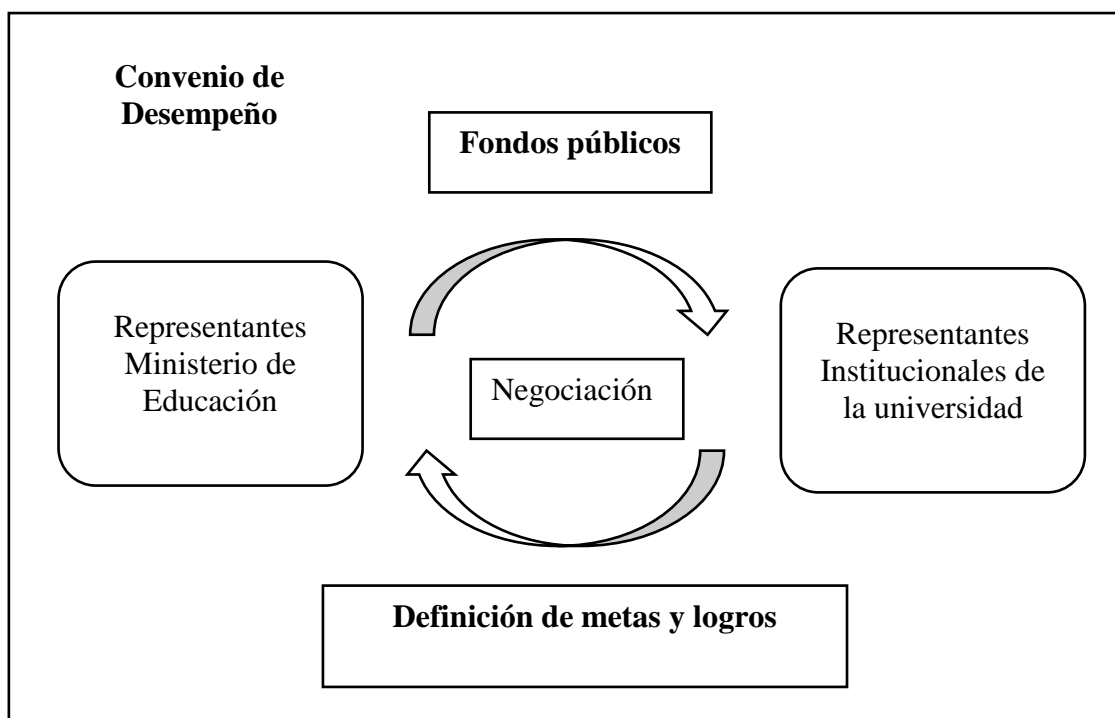 Convenio de
Desempeño
Fondos públicos
Representantes
Ministerio de
Educación
Negociación
Representantes
Institucionales de
la universidad
Definición de metas y logros